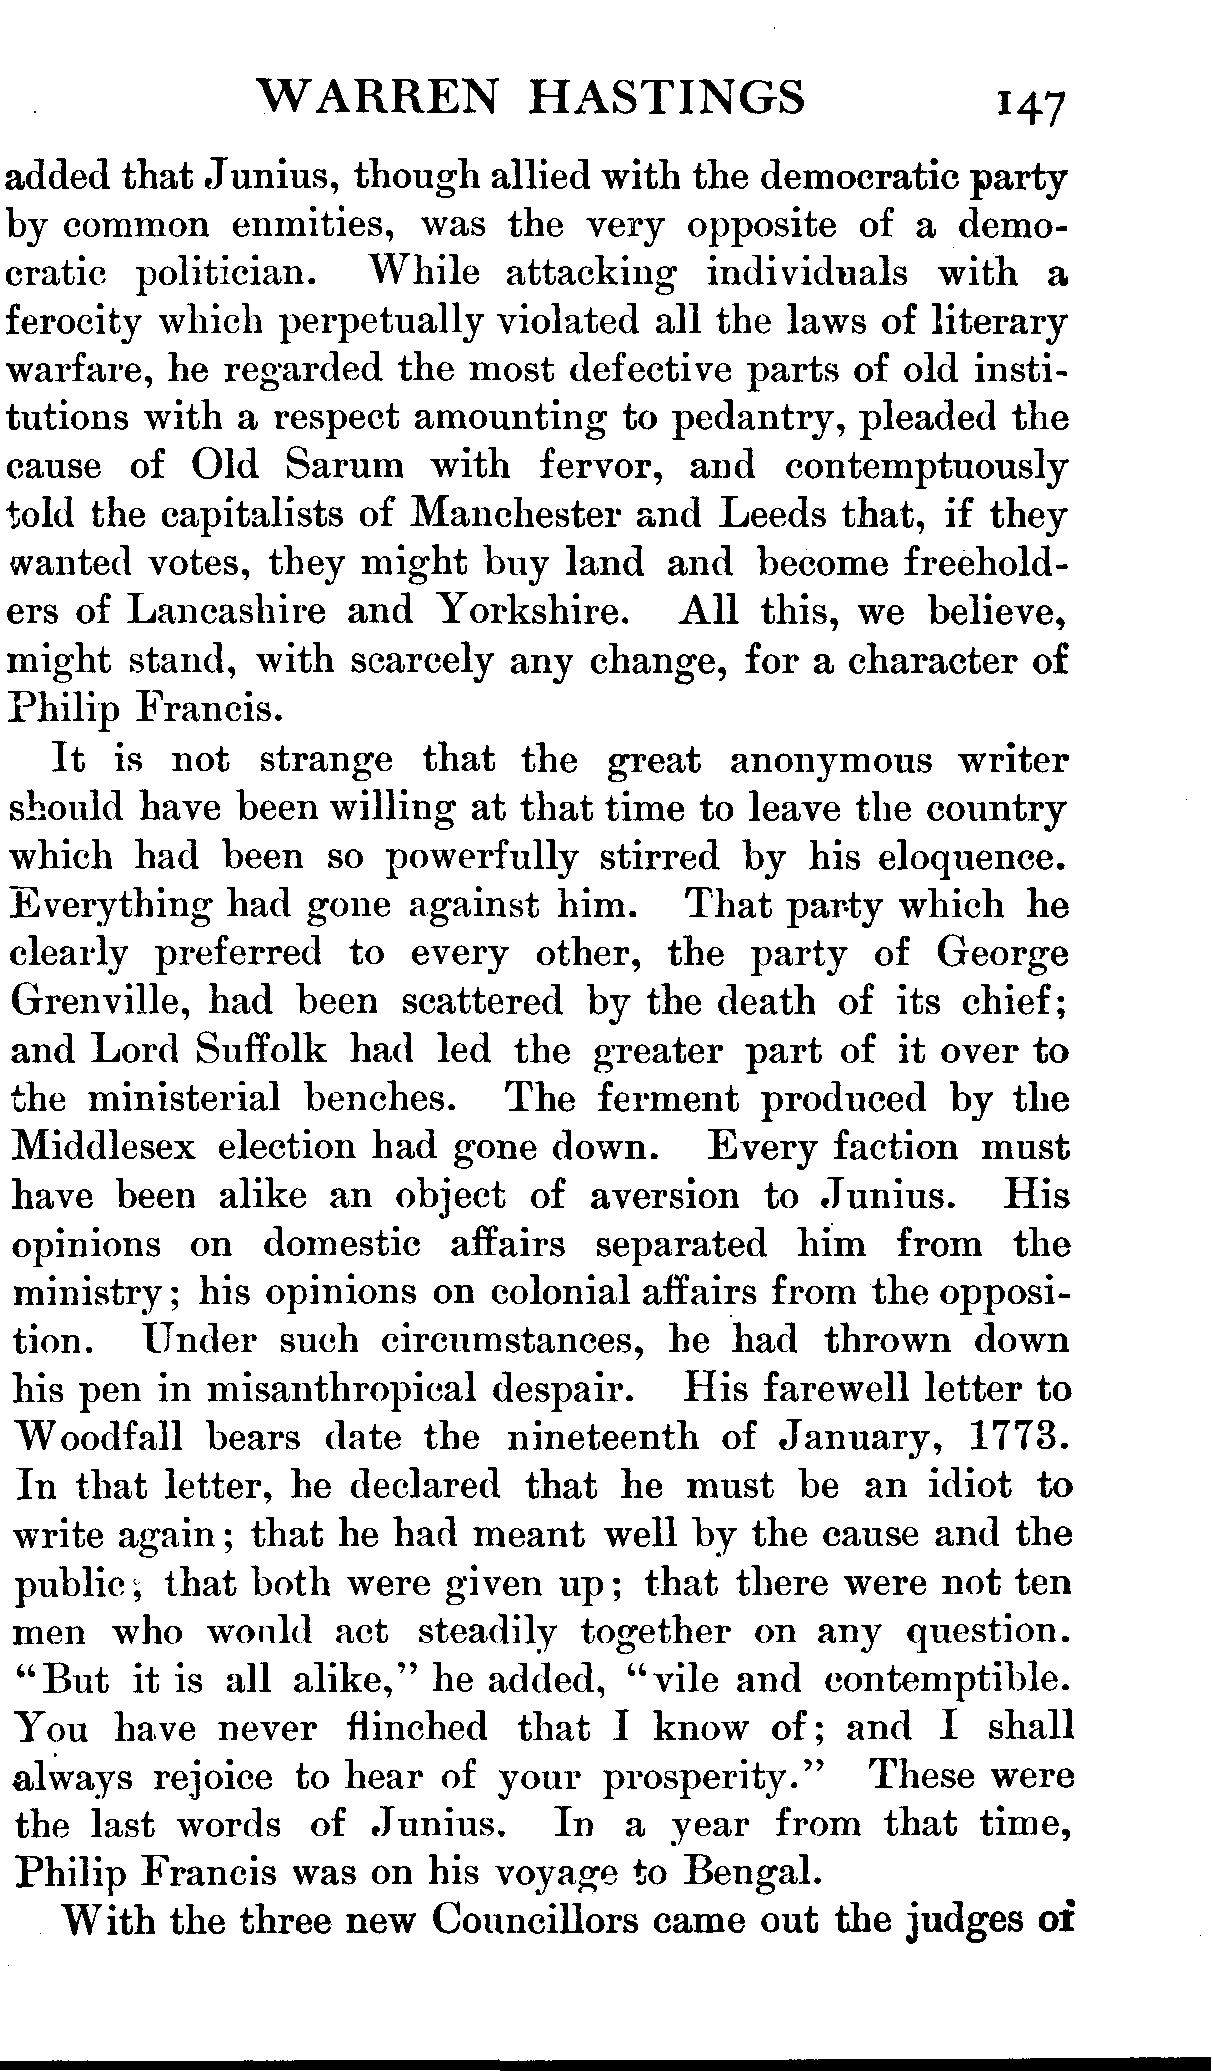 WARREN HASTINGS 147
added that Junius, though allied with the democratic party
by common enmities, was the very opposite of a demo-
cratic politician. While attacking individuals with a
ferocity which perpetually violated all the laws of literary
warfare, he regarded the most defective parts of old insti-
tutions with a respect amounting to pedantry, pleaded the
cause of Old Sarum with fervor, and contemptuously
told the capitalists of Manchester and Leeds that, if they
wanted votes, they might buy land and become freehold-
ers of Lancashire and Yorkshire. All this, we believe,
might stand, with scarcely any change, for a character of
Philip Francis.
It is not strange that the great anonymous writer
should have been willing at that time to leave the country
which had been so powerfully stirred by his eloquence.
Everything had gone against him. That party which he
clearly preferred to every other, the party of George
Grenville, had been scattered by the death of its chief;
and Lord Suffolk had led the greater part of it over to
the ministerial benches. The ferment produced by the
Middlesex election had gone down. Every faction must
have been alike an object of aversion to Junius. His
opinions on domestic affairs separated him from the
ministry; his opinions on colonial affairs from the opposi-
tion. Under such circumstances, he had thrown down
his pen in misanthropical despair. His farewell letter to
Woodfall bears date the nineteenth of January, 1773.
In that letter, he declared that he must be an idiot to
write again; that he had meant well by the cause and the
public; that both were given up; that there were not ten
men who would act steadily together on any question.
"But it is all alike," he added, "vile and contemptible.
You have never flinched that I know of; and I shall
always rejoice to hear of your prosperity." These were
the last words of Junius. In a year from that time,
Philip Francis was on his voyage to Bengal.
With the three new Councillors came out the judges of